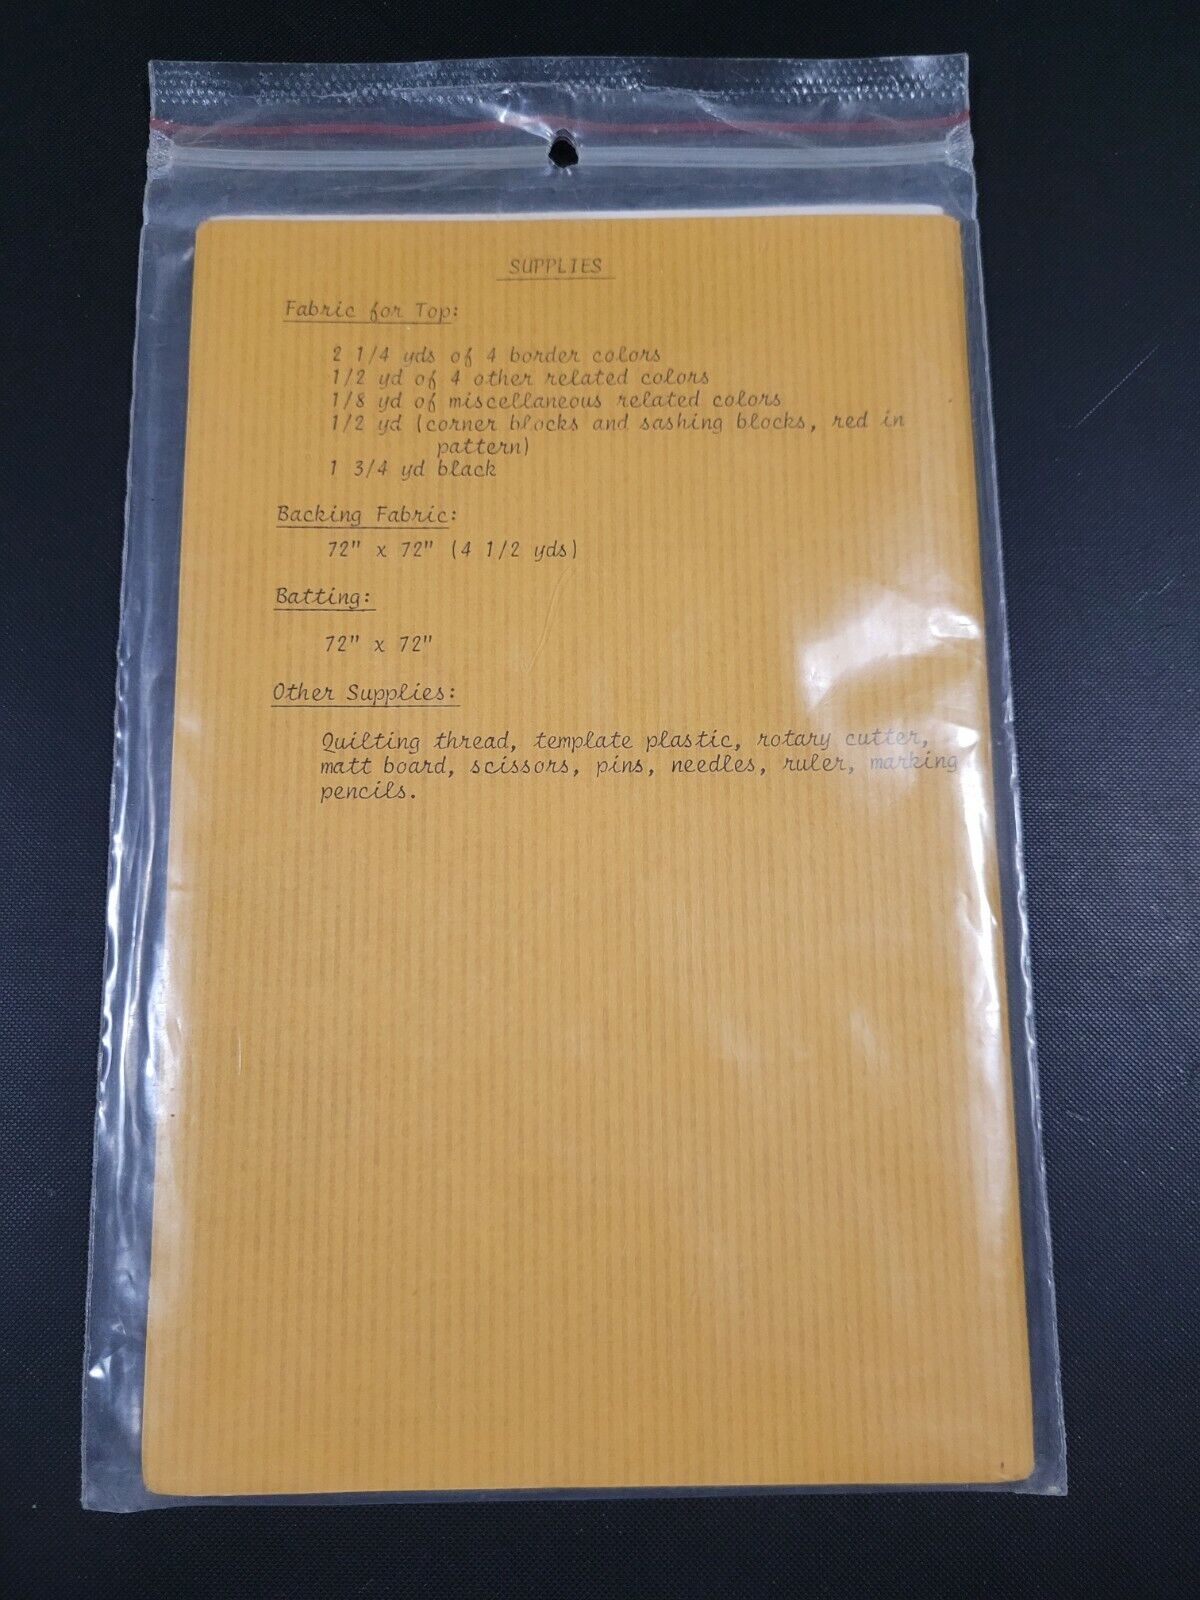 SUPPLIES
Fabric for Top:
2 1/4 yds of 4 border colors
1/2 yd of 4 other related colors
1/8 yd of miscellaneous related colors
1/2 yd (corner blocks and sashing blocks, red in
pattern)
1 3/4 yd black
Backing Fabric:
72" x 72" (4 1/2 yds)
Batting:
72" x 72"
Other Supplies:
Quilting thread, template plastic, rotary cutter,
matt board, scissors, pins, needles, ruler, marking
pencils.